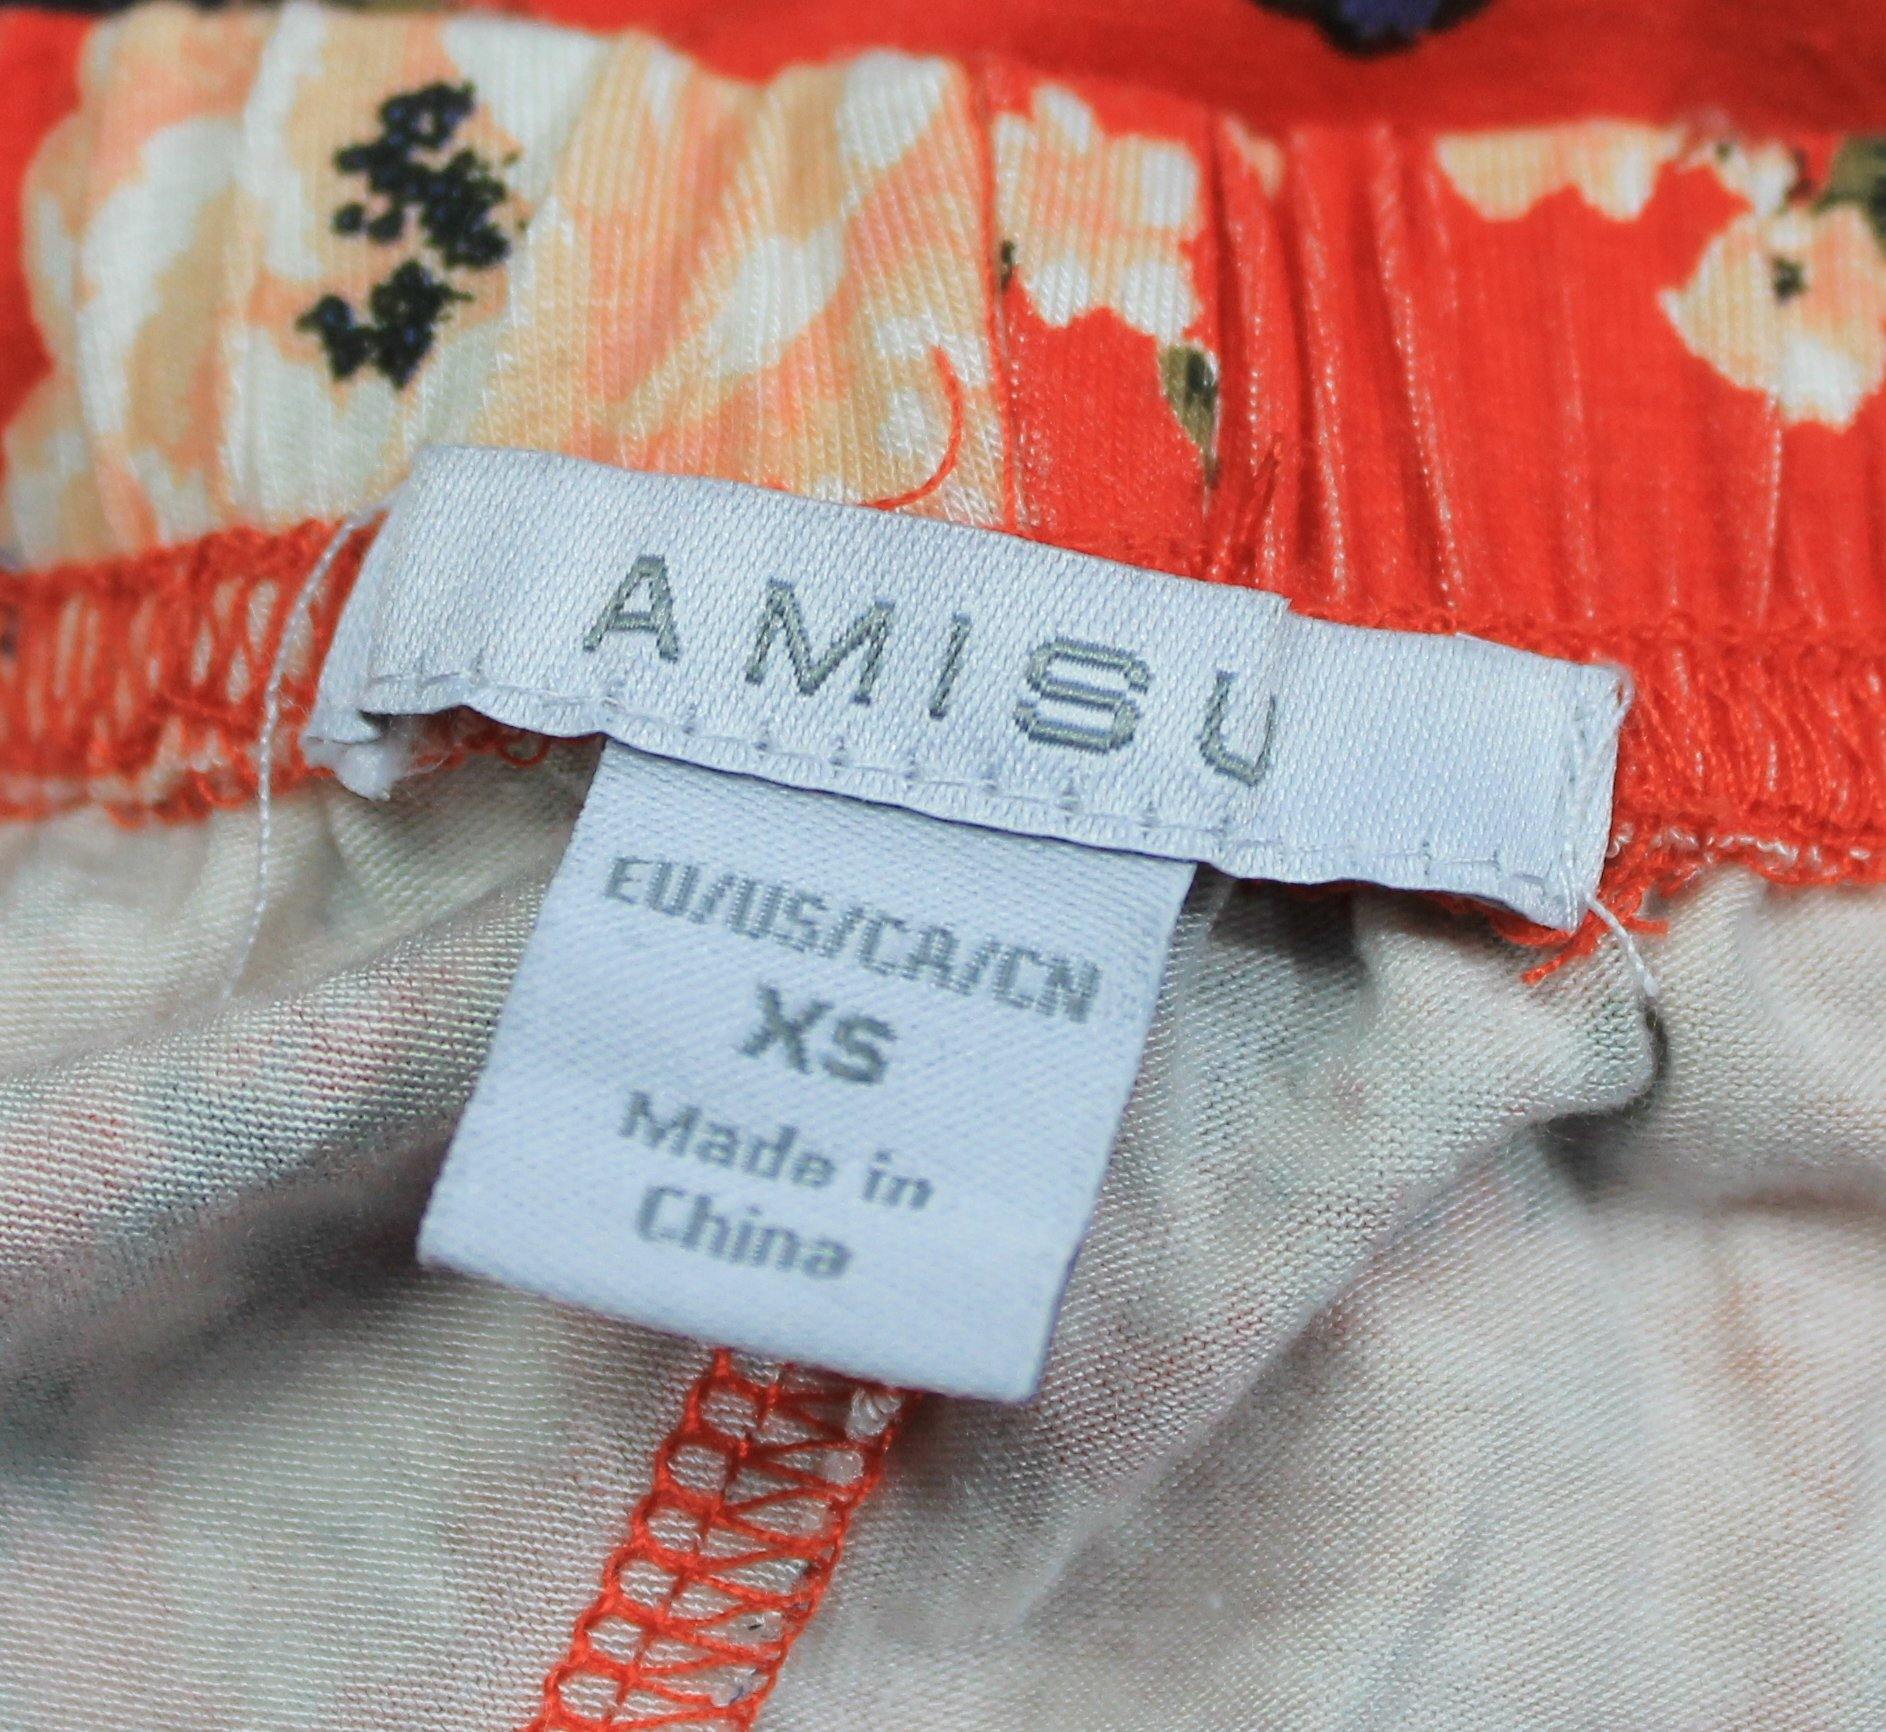 AMISU
EU/US/CA/CN
XS
Made in
China